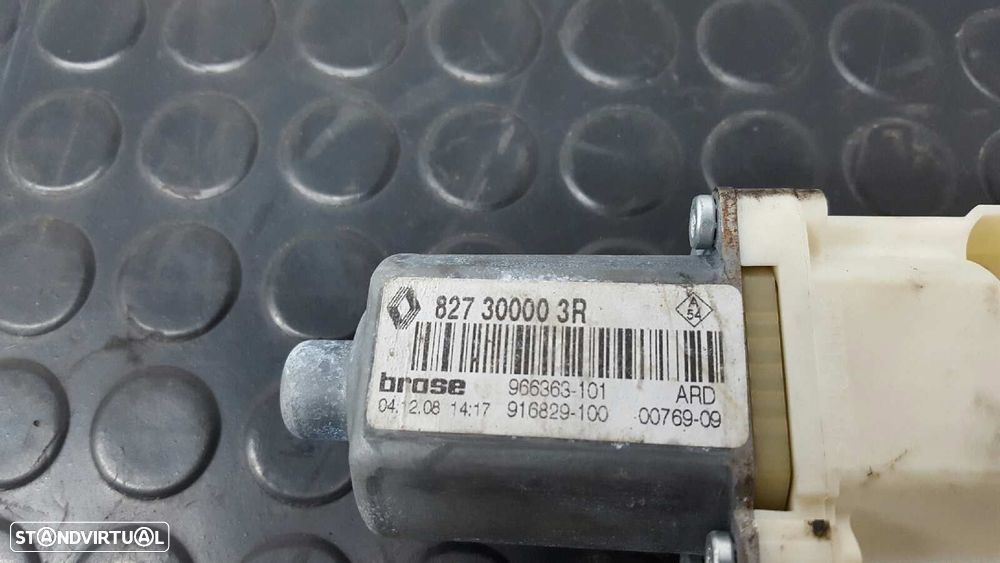 827 30000 3R
A
54
brose 966363-101 ARD
04.12.08 14:17 916829-100 00769-09
STANDVIRTUAL